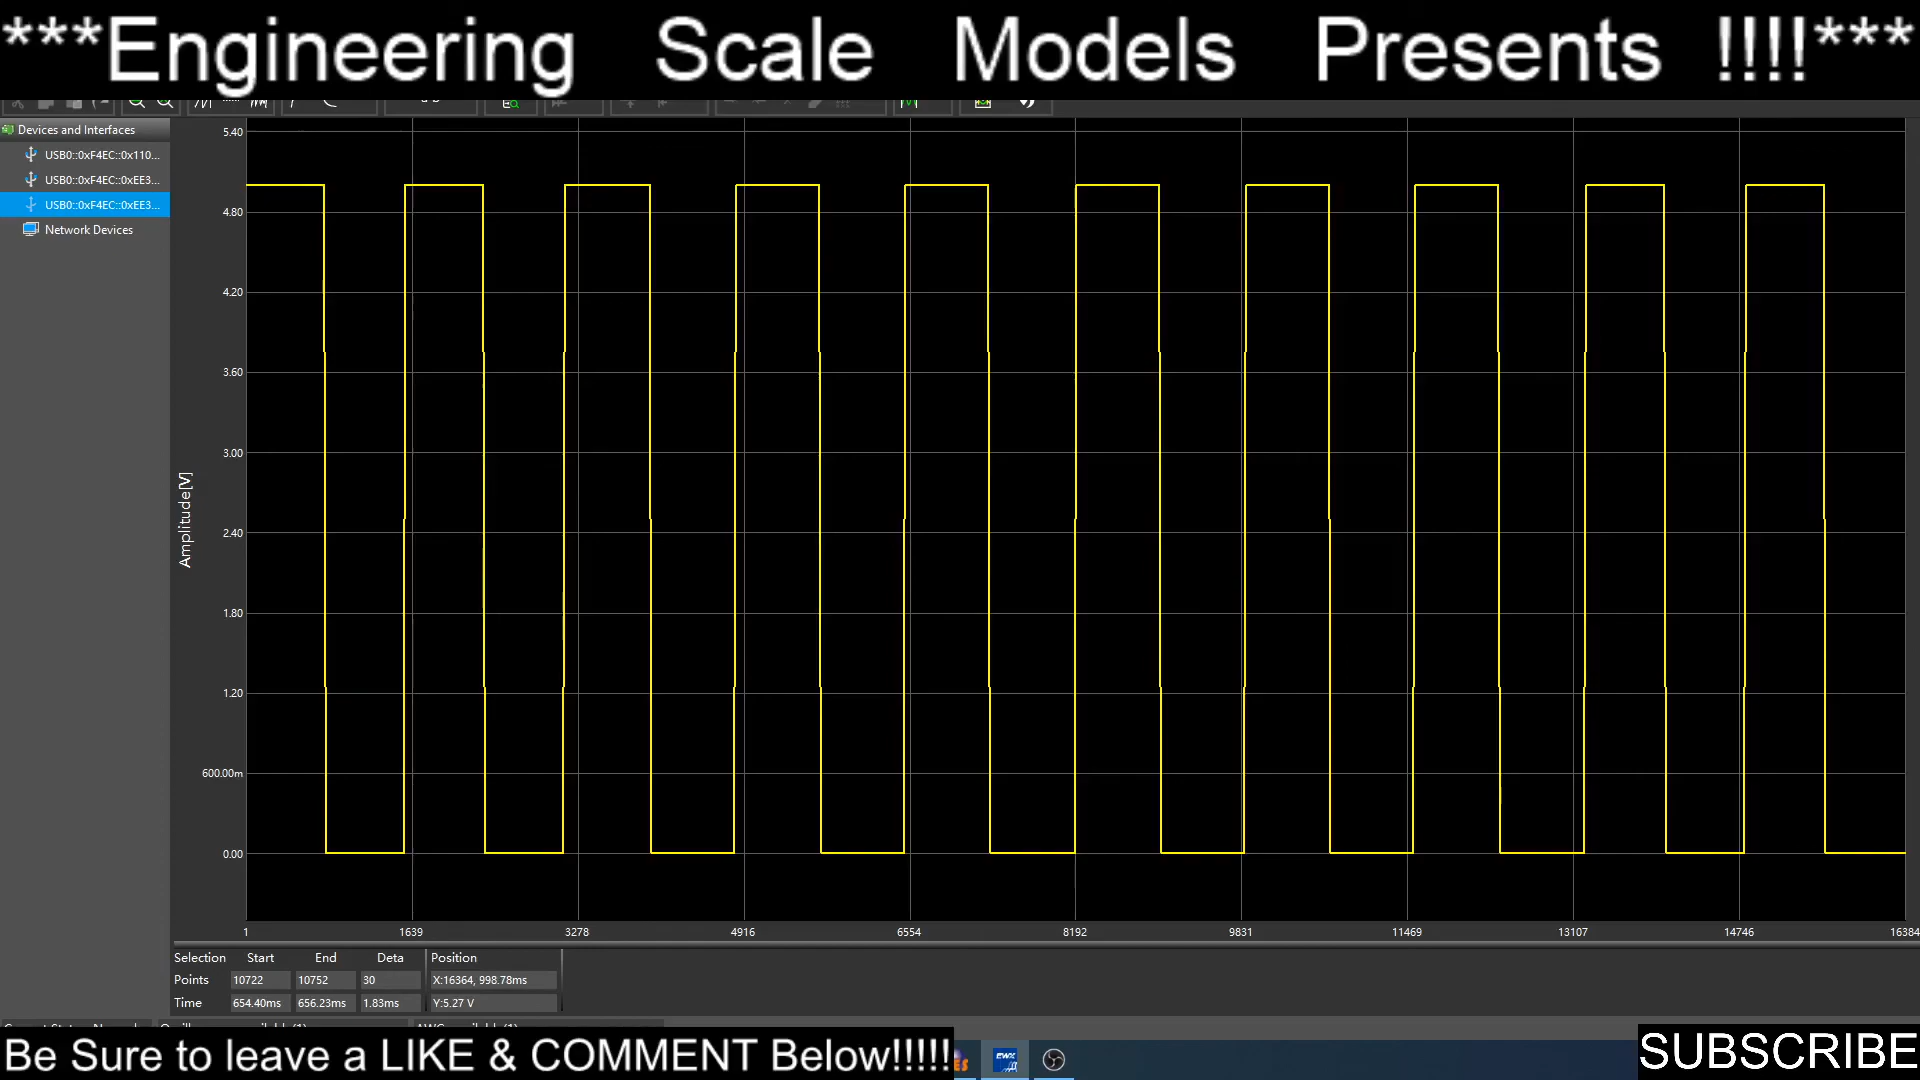 ***Engineering Scale Models Presents !!!!***
Devices and Interfaces
USB0::0xF4EC::0x110...
USB0::0xF4EC::0xEE3...
USB0::0xF4EC::0xEE3...
Network Devices
Amplitude[V]
5.40
4.80
4.20
3.60
3.00
2.40
1.80
1.20
600.00m
0.00
1 1639 3278 4916 6554 8192 9831 11469 13107 14746 16384
Selection Start End Deta Position
Points 10722 10752 30 X:16364, 998.78ms
Time 654.40ms 656.23ms 1.83ms Y:5.27 V
Be Sure to leave a LIKE & COMMENT Below!!!!!
EWX
SUBSCRIBE